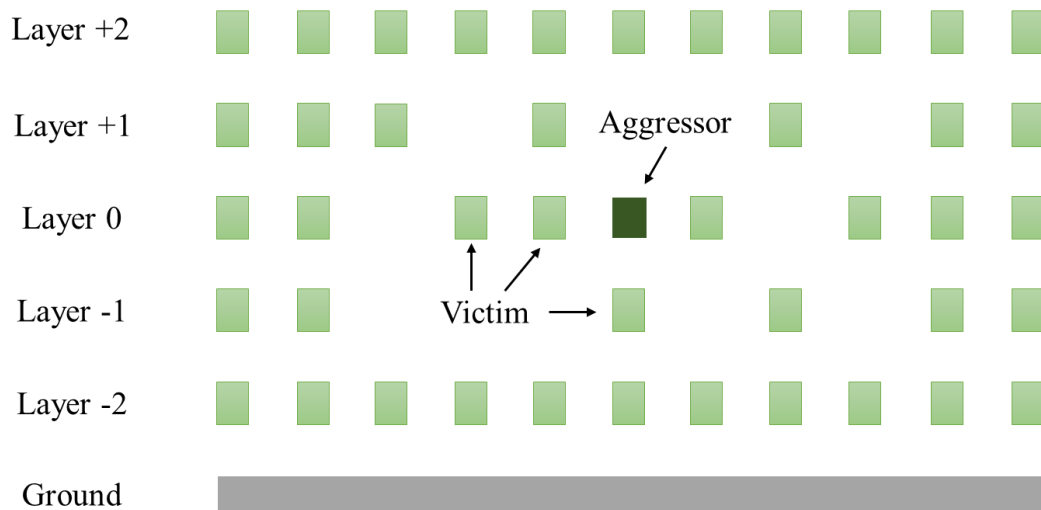 Layer +2
Layer +1
Aggressor
Layer 0
Layer -1
Victim
Layer -2
Ground